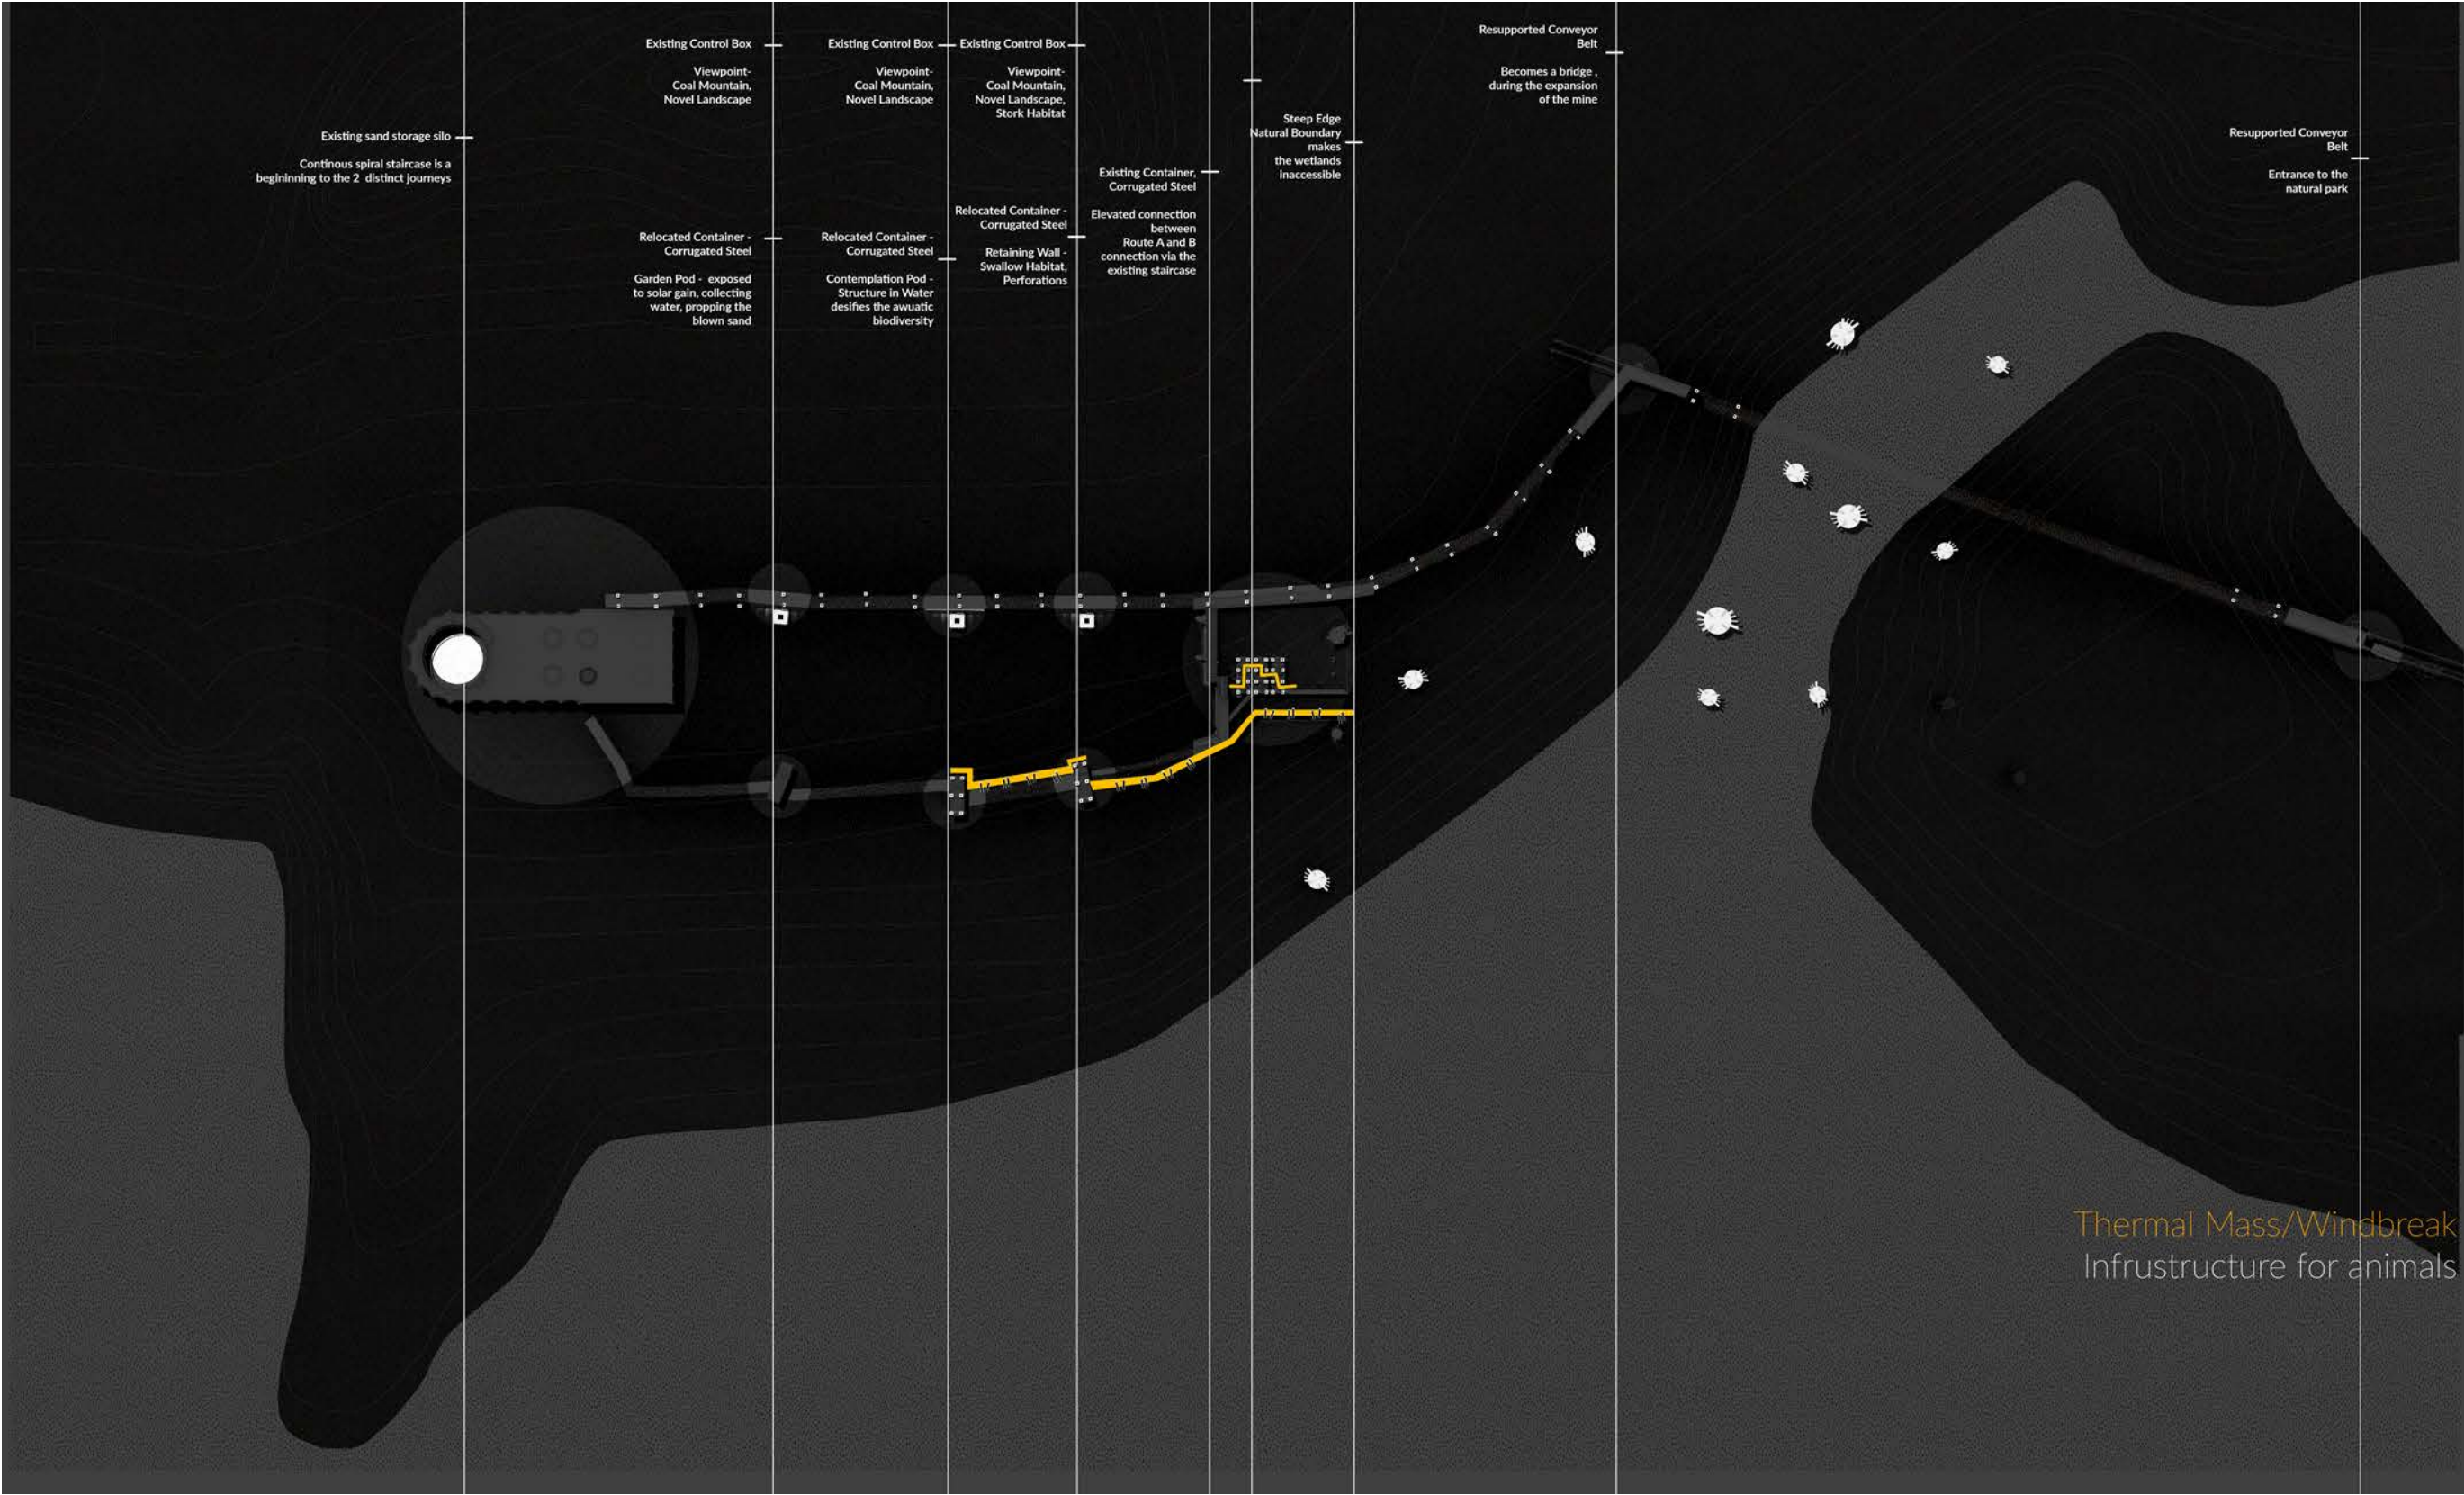 Existing sand storage silo
Continous spiral staircase is a
begininning to the 2 distinct journeys
Existing Control Box
Viewpoint-
Coal Mountain,
Novel Landscape
Relocated Container -
Corrugated Steel
Garden Pod - exposed
to solar gain, collecting
water, propping the
blown sand
Existing Control Box
Viewpoint-
Coal Mountain,
Novel Landscape
Relocated Container -
Corrugated Steel
Contemplation Pod -
Structure in Water
desifies the awuatic
biodiversity
Existing Control Box
Viewpoint-
Coal Mountain,
Novel Landscape,
Stork Habitat
Relocated Container -
Corrugated Steel
Retaining Wall -
Swallow Habitat,
Perforations
Existing Container,
Corrugated Steel
Elevated connection
between
Route A and B
connection via the
existing staircase
Steep Edge
Natural Boundary
makes
the wetlands
inaccessible
Resupported Conveyor
Belt
Becomes a bridge ,
during the expansion
of the mine
Resupported Conveyor
Belt
Entrance to the
natural park
Thermal Mass/Windbreak
Infrustructure for animals